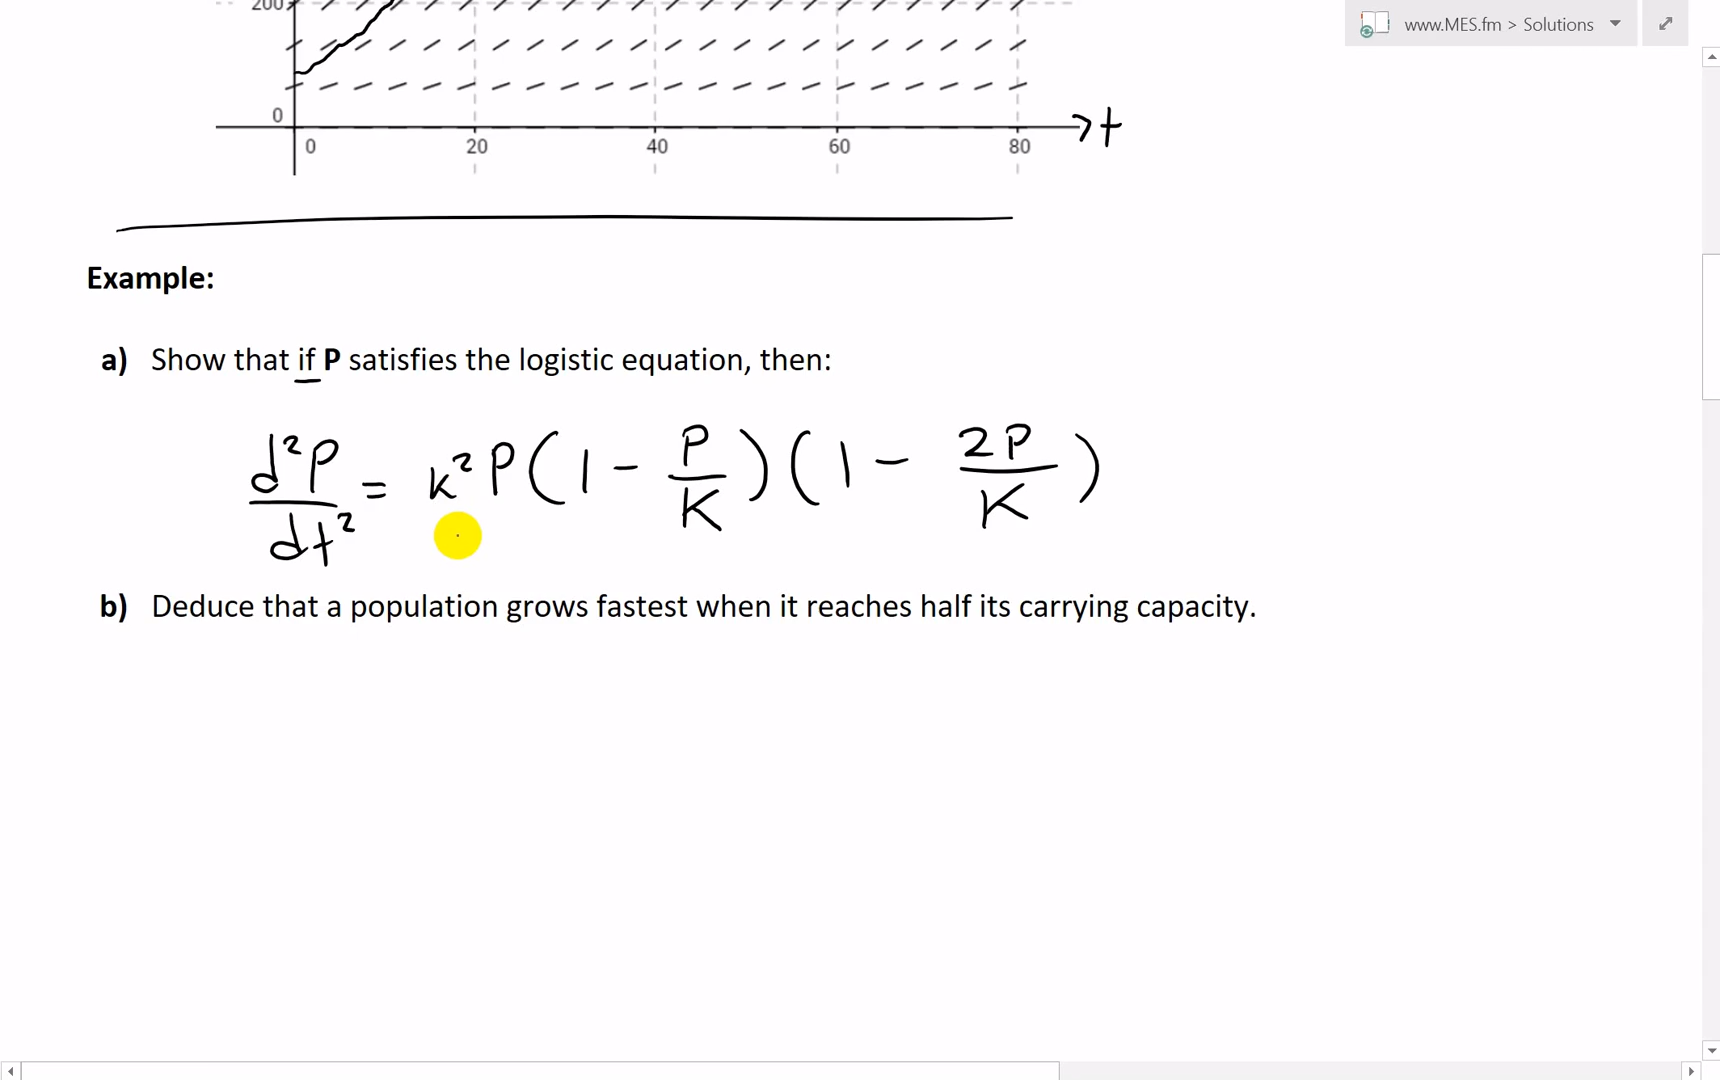 www.MES.fm > Solutions
200
0
0 20 40 60 80
t
Example:
a) Show that if P satisfies the logistic equation, then:
d²P/dt² = k²P(1 - P/K)(1 - 2P/K)
b) Deduce that a population grows fastest when it reaches half its carrying capacity.